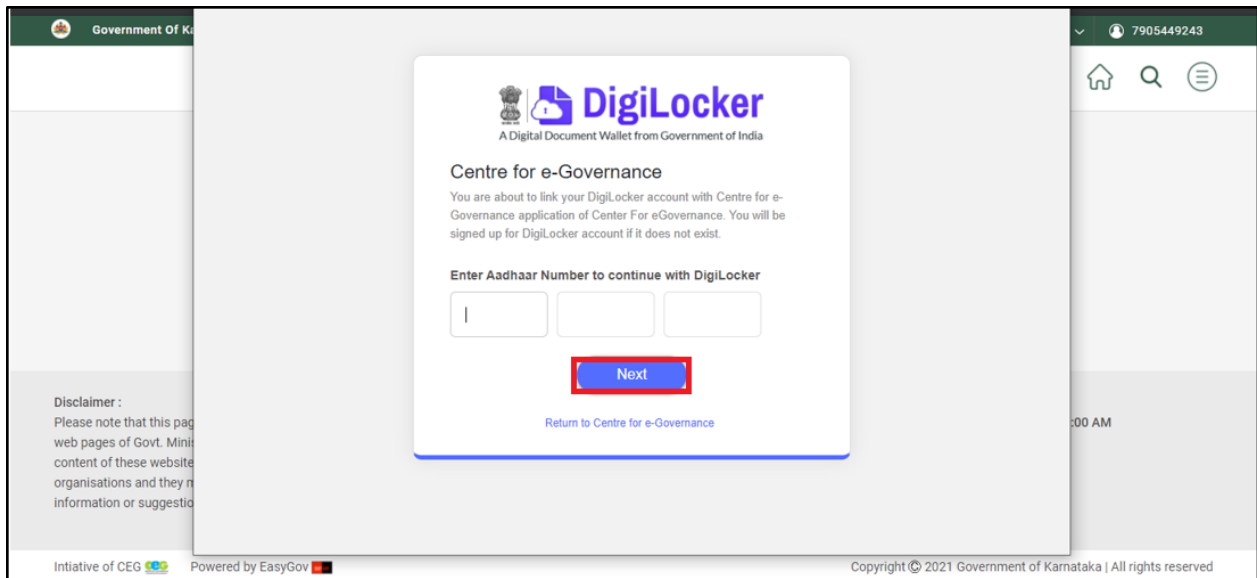 Government Of Ka
7905449243
DigiLocker
A Digital Document Wallet from Government of India
Centre for e-Governance
You are about to link your DigiLocker account with Centre for e-
Governance application of Center For eGovernance. You will be
signed up for DigiLocker account if it does not exist.
Enter Aadhaar Number to continue with DigiLocker
Next
Return to Centre for e-Governance
Disclaimer :
Please note that this pag
web pages of Govt. Minis
content of these website
organisations and they m
information or suggestio
:00 AM
Intiative of CEG CEG Powered by EasyGov
Copyright © 2021 Government of Karnataka | All rights reserved